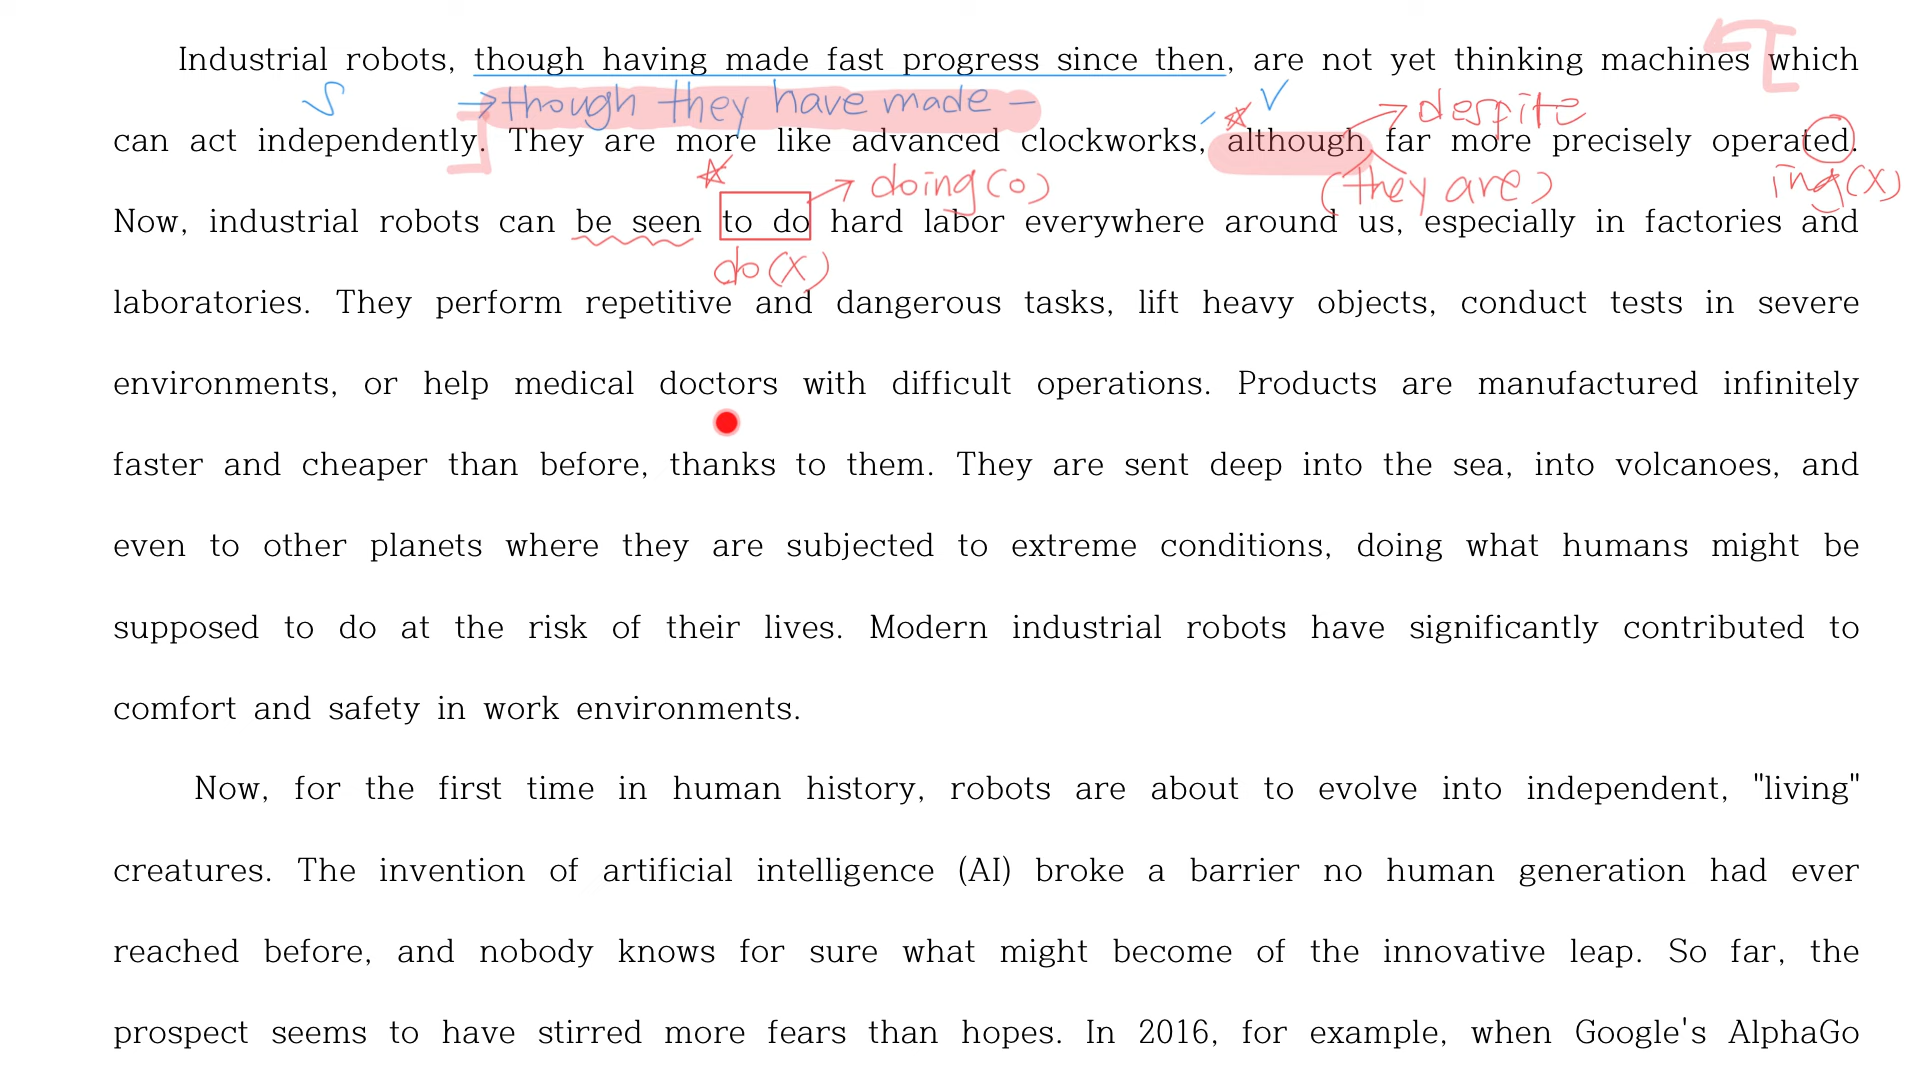 Industrial robots, though having made fast progress since then, are not yet thinking machines which
S →though they have made – V → despite
can act independently. They are more like advanced clockworks, although far more precisely operated.
→ doing(o) (they are) ing(X)
Now, industrial robots can be seen to do hard labor everywhere around us, especially in factories and
do(X)
laboratories. They perform repetitive and dangerous tasks, lift heavy objects, conduct tests in severe
environments, or help medical doctors with difficult operations. Products are manufactured infinitely
faster and cheaper than before, thanks to them. They are sent deep into the sea, into volcanoes, and
even to other planets where they are subjected to extreme conditions, doing what humans might be
supposed to do at the risk of their lives. Modern industrial robots have significantly contributed to
comfort and safety in work environments.
Now, for the first time in human history, robots are about to evolve into independent, "living"
creatures. The invention of artificial intelligence (AI) broke a barrier no human generation had ever
reached before, and nobody knows for sure what might become of the innovative leap. So far, the
prospect seems to have stirred more fears than hopes. In 2016, for example, when Google's AlphaGo